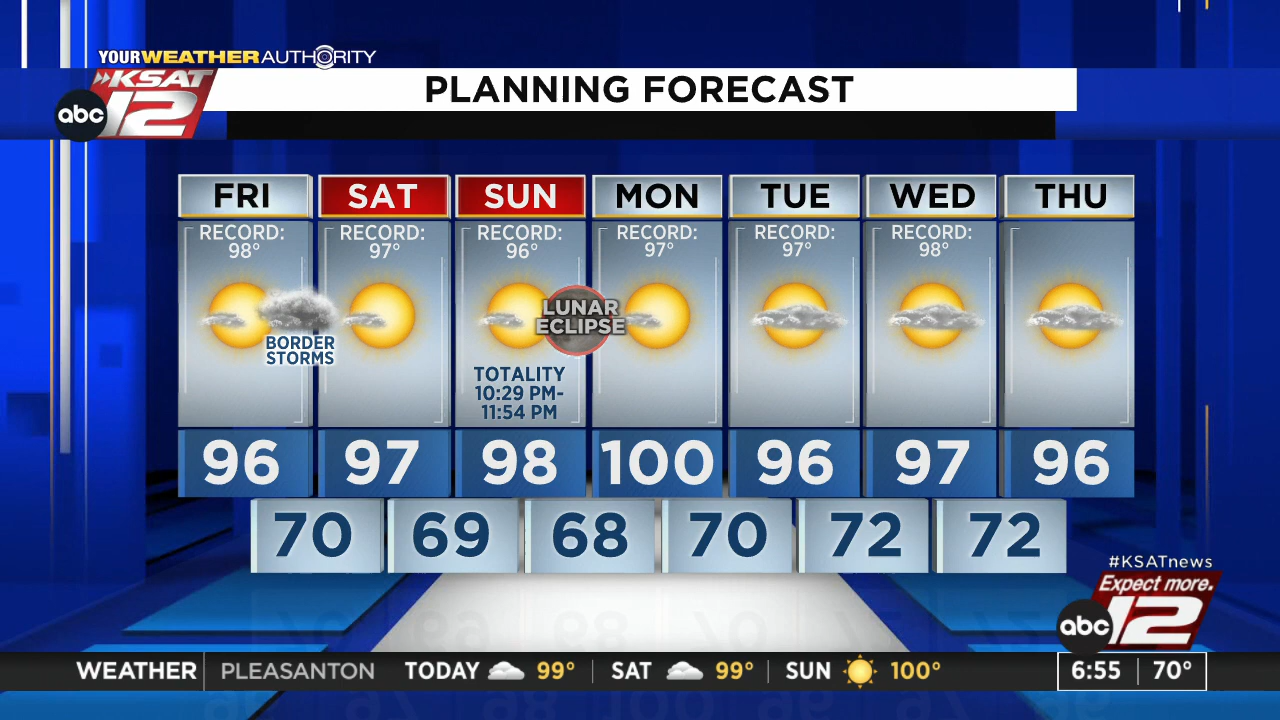 YOURWEATHERAUTHORITY
KSAT
abc 12
PLANNING FORECAST
FRI SAT SUN MON TUE WED THU
RECORD: RECORD: RECORD: RECORD: RECORD: RECORD:
98° 97° 96° 97° 97° 98°
LUNAR
ECLIPSE
BORDER
STORMS
TOTALITY
10:29 PM-
11:54 PM
96 97 98 100 96 97 96
70 69 68 70 72 72
#KSATnews
Expect more.
abc 12
WEATHER PLEASANTON TODAY 99° SAT 99° SUN 100° 6:55 70°